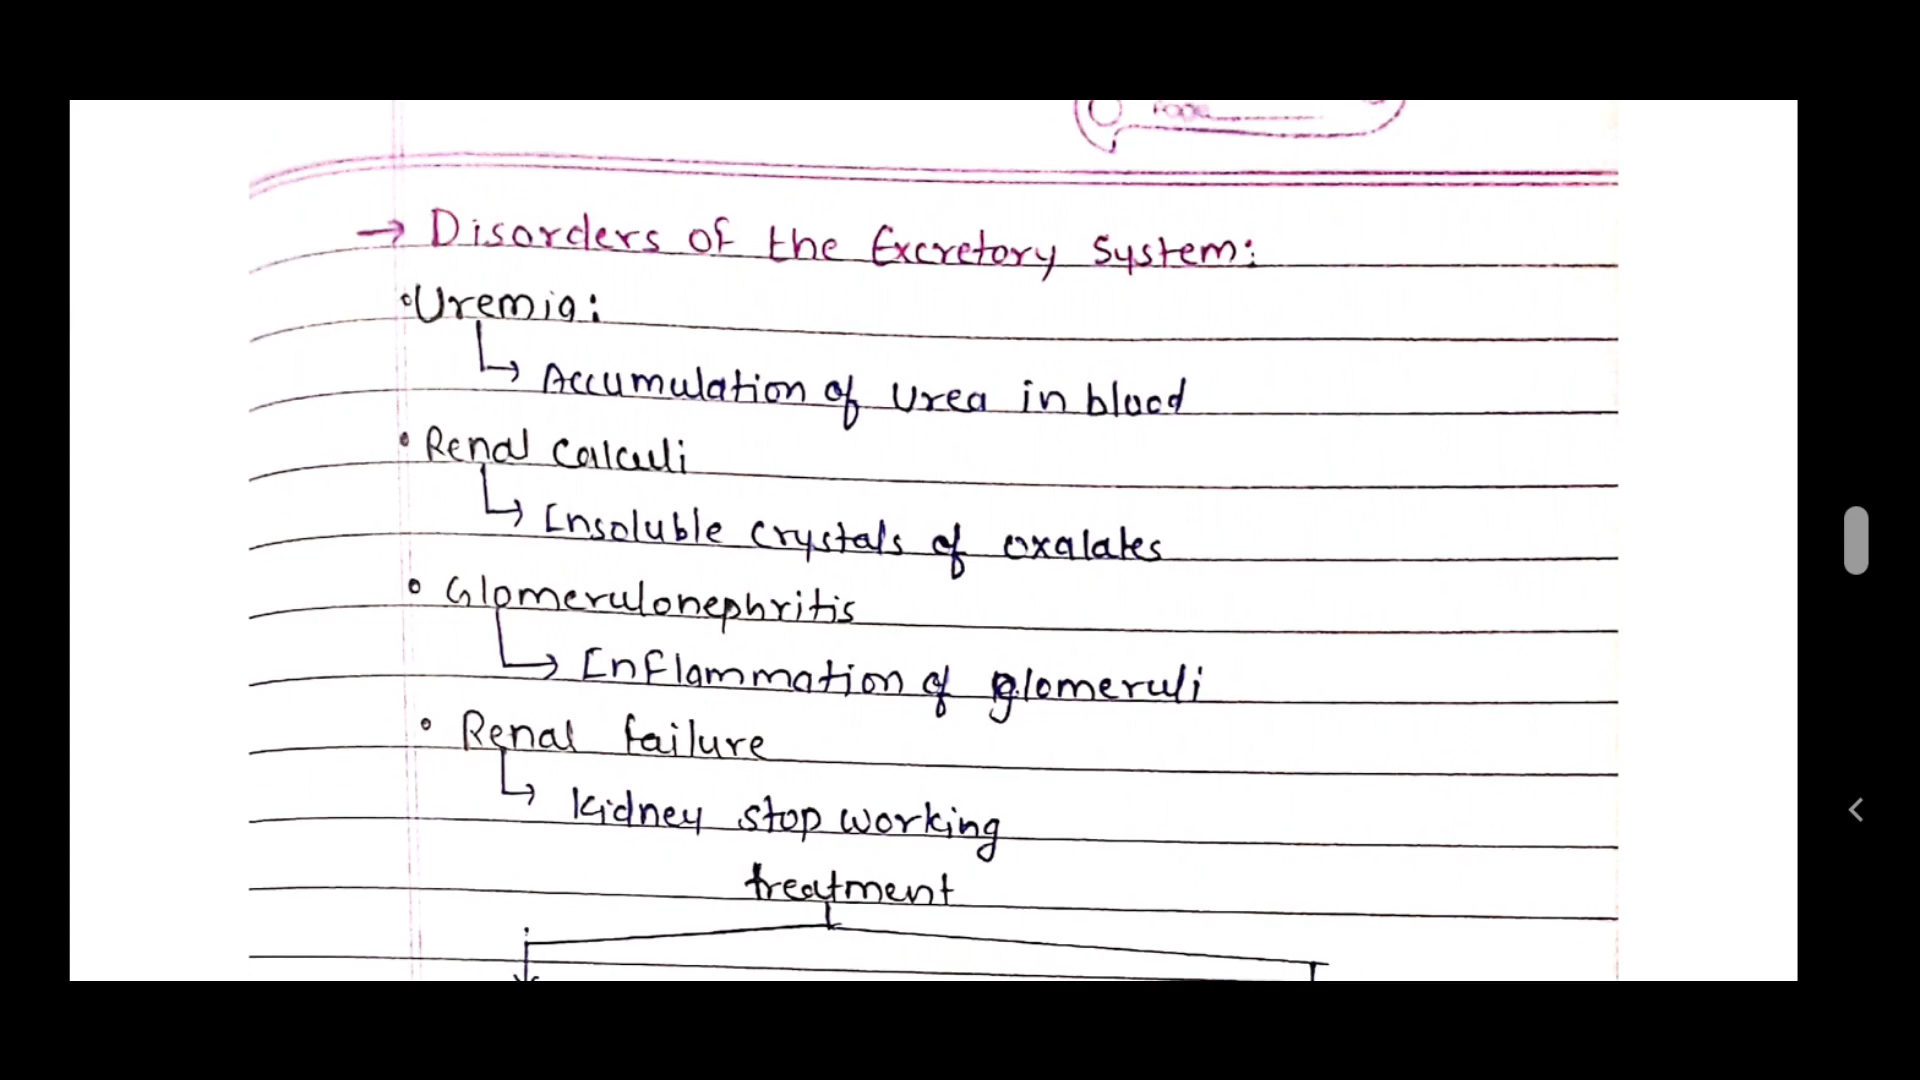 → Disorders of the Excretory System:
• Uremia:
↳ Accumulation of urea in blood
• Renal calculi
↳ Insoluble crystals of oxalates
• Glomerulonephritis
↳ Inflammation of glomeruli
• Renal failure
↳ kidney stop working
treatment